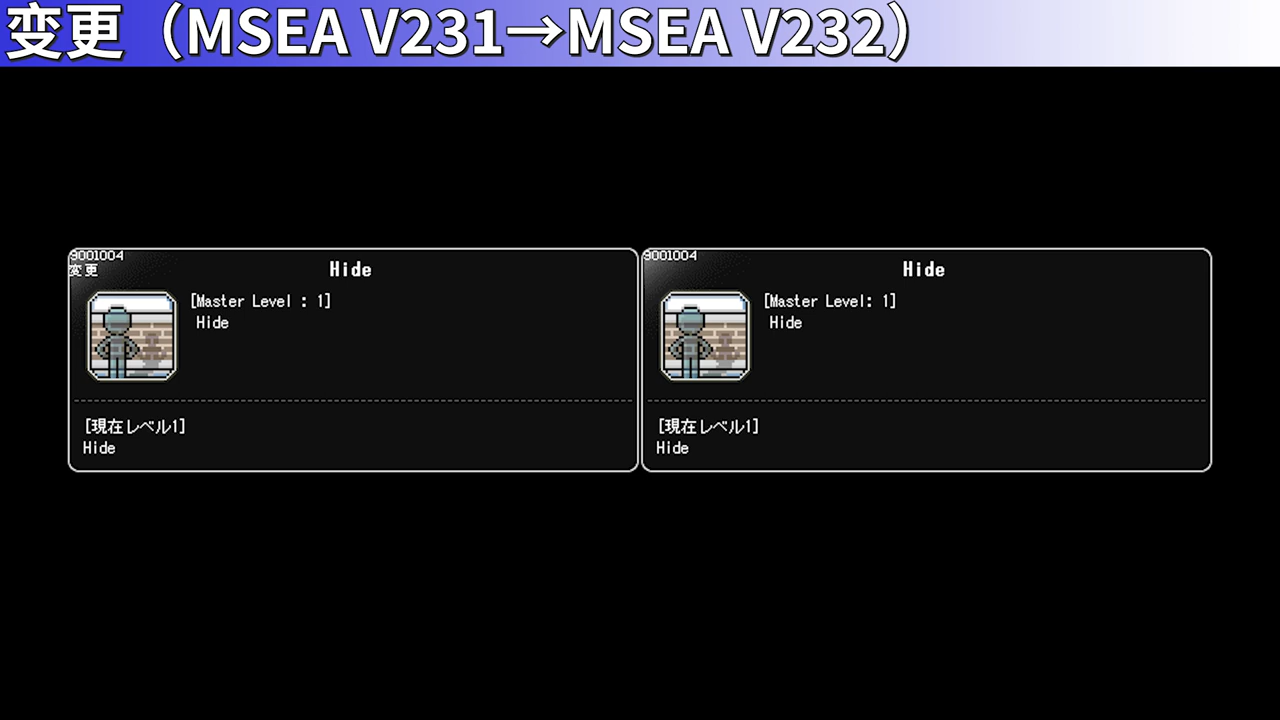 変更（MSEA V231→MSEA V232）
9001004
変更
Hide
[Master Level : 1]
Hide
[現在レベル1]
Hide
9001004
Hide
[Master Level: 1]
Hide
[現在レベル1]
Hide